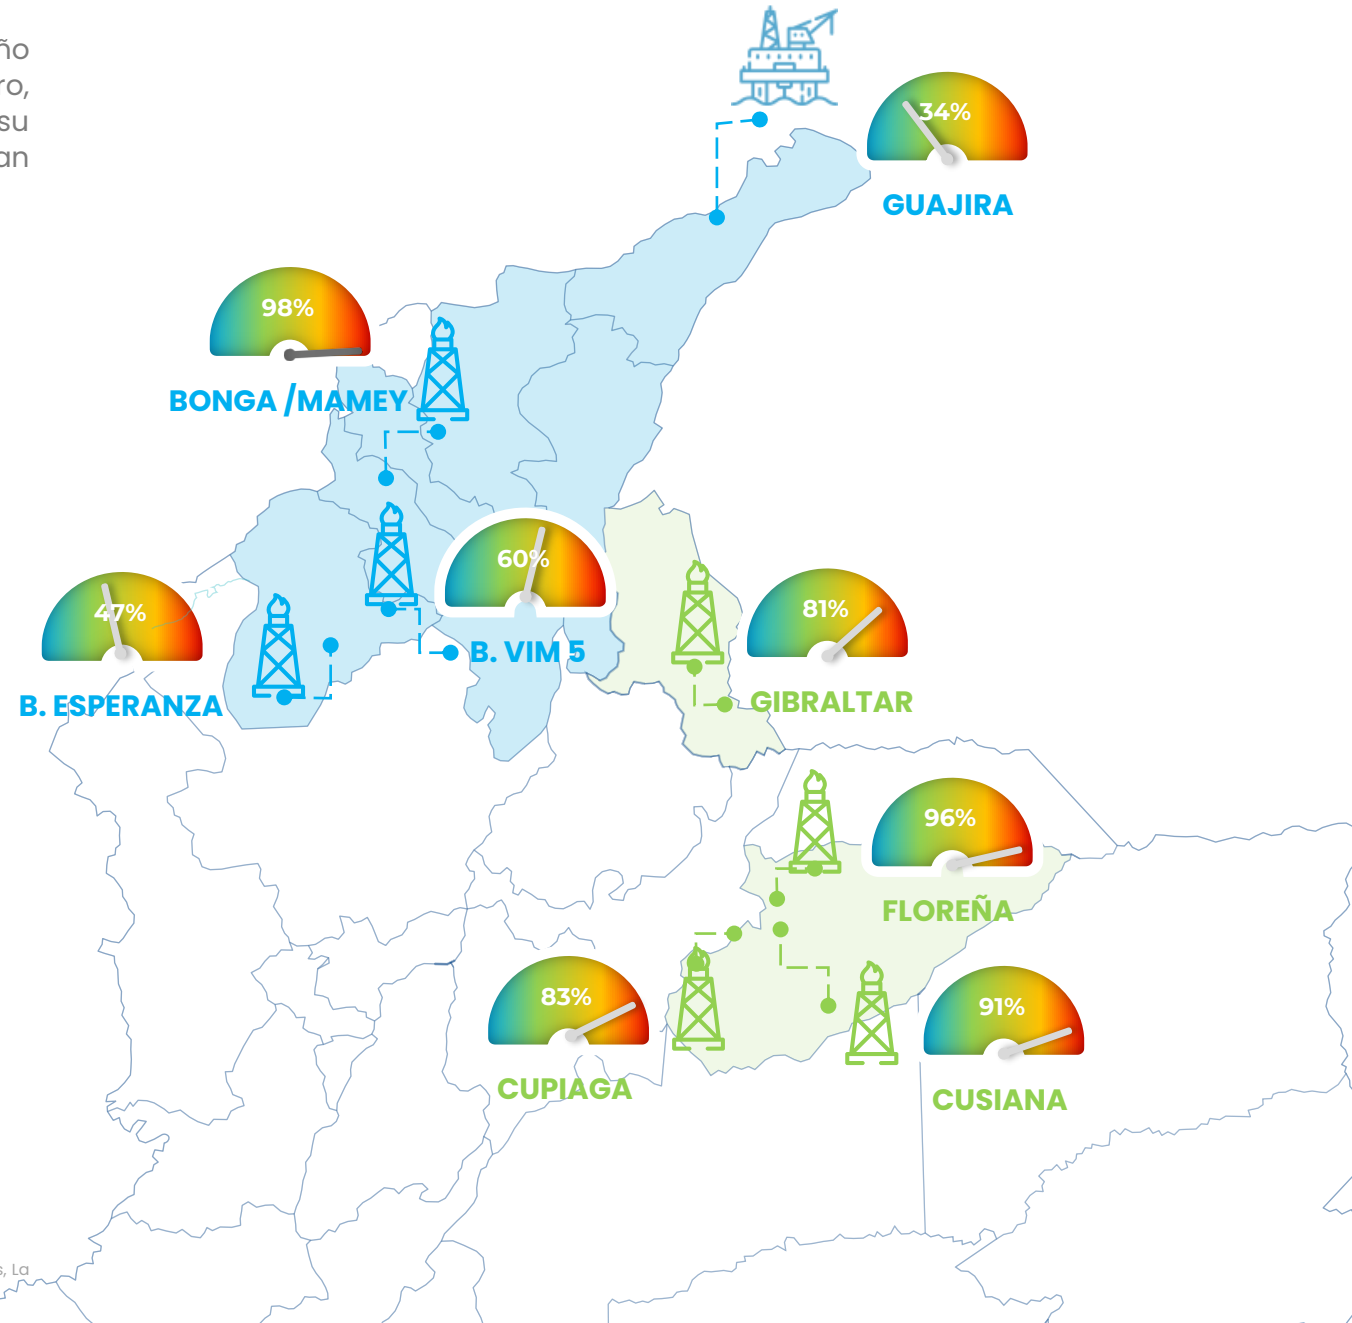 ño
ro,
su
an
34%
GUAJIRA
98%
BONGA /MAMEY
60%
B. VIM 5
47%
B. ESPERANZA
81%
GIBRALTAR
96%
FLOREÑA
83%
CUPIAGA
91%
CUSIANA
s, La